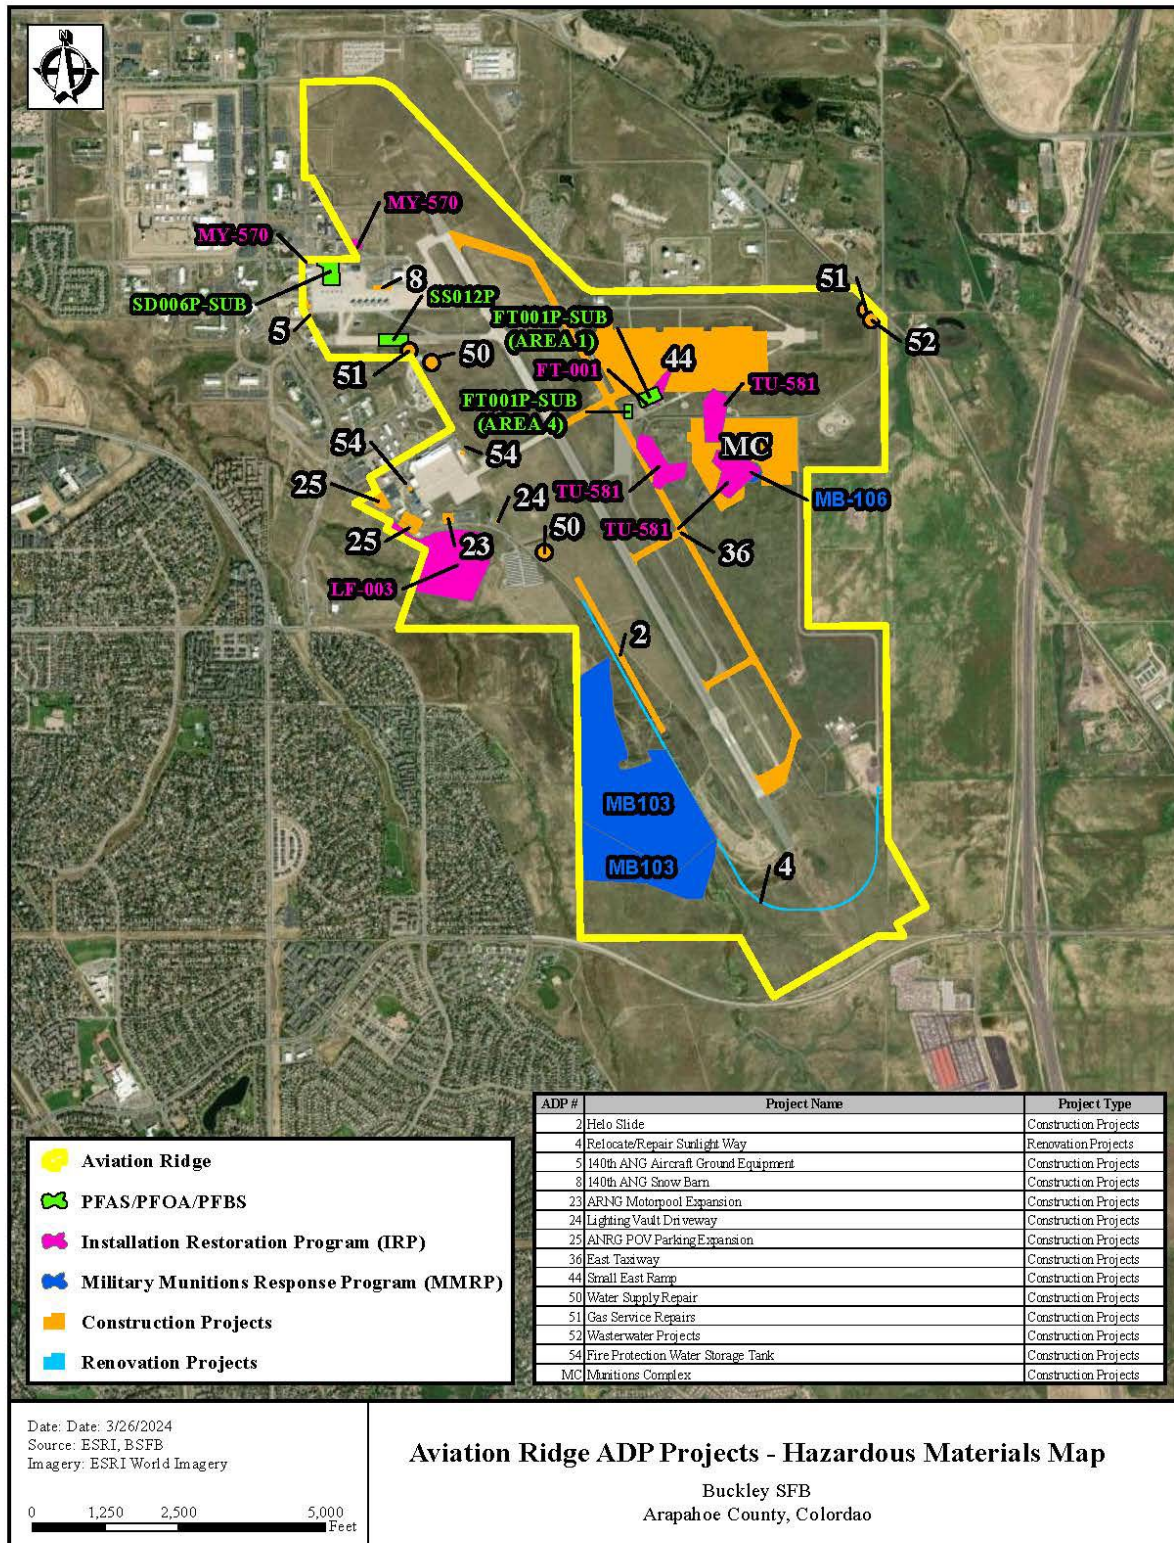 N
MY-570
MY-570
SD006P-SUB
8
SS012P
5
51
50
FT001P-SUB
(AREA 1)
FT-001
44
51
52
TU-581
FT001P-SUB
(AREA 4)
54
54
MC
25
24
TU-581
MB-106
25
23
50
TU-581
36
LF-003
2
MB103
MB103
4
ADP # Project Name Project Type
2 Helo Slide Construction Projects
4 Relocate/Repair Sunlight Way Renovation Projects
5 140th ANG Aircraft Ground Equipment Construction Projects
8 140th ANG Snow Barn Construction Projects
23 ARNG Motorpool Expansion Construction Projects
24 Lighting Vault Driveway Construction Projects
25 ANRG POV Parking Expansion Construction Projects
36 East Taxiway Construction Projects
44 Small East Ramp Construction Projects
50 Water Supply Repair Construction Projects
51 Gas Service Repairs Construction Projects
52 Wasterwater Projects Construction Projects
54 Fire Protection Water Storage Tank Construction Projects
MC Munitions Complex Construction Projects
Aviation Ridge
PFAS/PFOA/PFBS
Installation Restoration Program (IRP)
Military Munitions Response Program (MMRP)
Construction Projects
Renovation Projects
Date: Date: 3/26/2024
Source: ESRI, BSFB
Imagery: ESRI World Imagery
0 1,250 2,500 5,000
Feet
Aviation Ridge ADP Projects - Hazardous Materials Map
Buckley SFB
Arapahoe County, Colordao